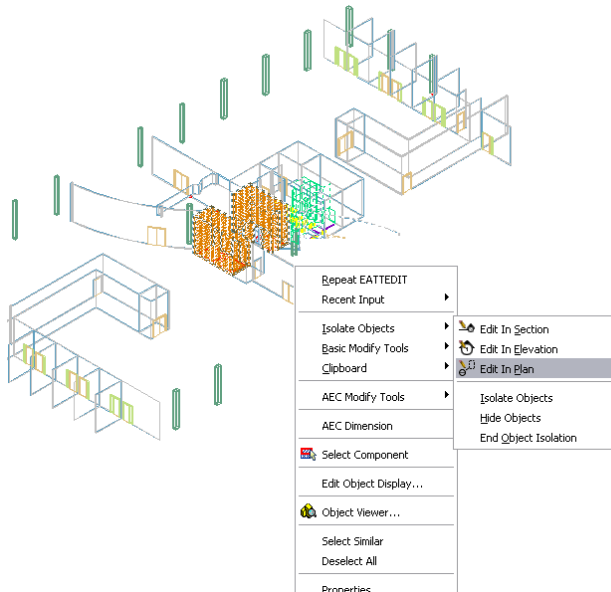 Repeat EATTEDIT
Recent Input
Isolate Objects
Basic Modify Tools
Clipboard
AEC Modify Tools
AEC Dimension
Select Component
Edit Object Display...
Object Viewer...
Select Similar
Deselect All
Properties
Edit In Section
Edit In Elevation
Edit In Plan
Isolate Objects
Hide Objects
End Object Isolation